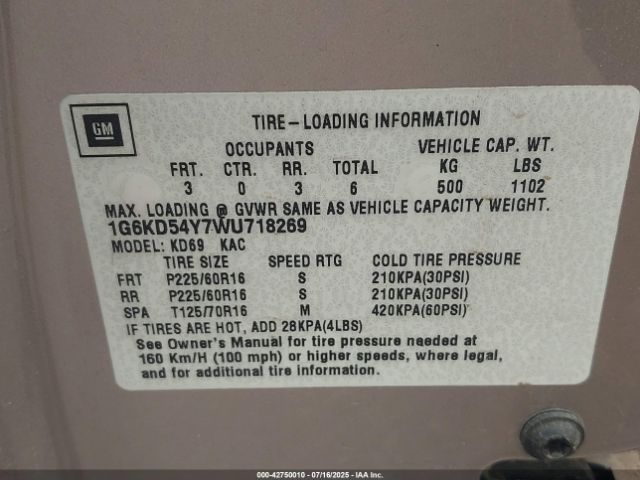 GM
TIRE-LOADING INFORMATION
OCCUPANTS VEHICLE CAP. WT.
FRT. CTR. RR. TOTAL KG LBS
3 0 3 6 500 1102
MAX. LOADING @ GVWR SAME AS VEHICLE CAPACITY WEIGHT.
1G6KD54Y7WU718269
MODEL: KD69 KAC
TIRE SIZE SPEED RTG COLD TIRE PRESSURE
FRT P225/60R16 S 210KPA(30PSI)
RR P225/60R16 S 210KPA(30PSI)
SPA T125/70R16 M 420KPA(60PSI)
IF TIRES ARE HOT, ADD 28KPA(4LBS)
See Owner's Manual for tire pressure needed at
160 Km/H (100 mph) or higher speeds, where legal,
and for additional tire information.
000-42750010 - 07/16/2025 - IAA Inc.